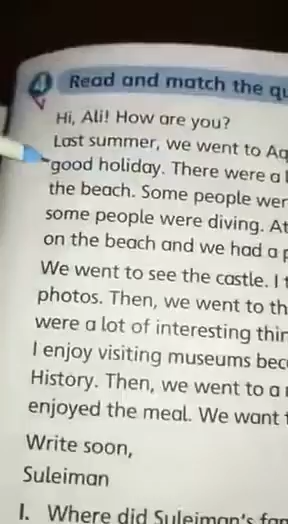 4 Read and match the qu
Hi, Ali! How are you?
Last summer, we went to Aq
good holiday. There were a l
the beach. Some people wer
some people were diving. At
on the beach and we had a p
We went to see the castle. I t
photos. Then, we went to th
were a lot of interesting thin
I enjoy visiting museums bec
History. Then, we went to a
enjoyed the meal. We want
Write soon,
Suleiman
1. Where did Suleiman's fam